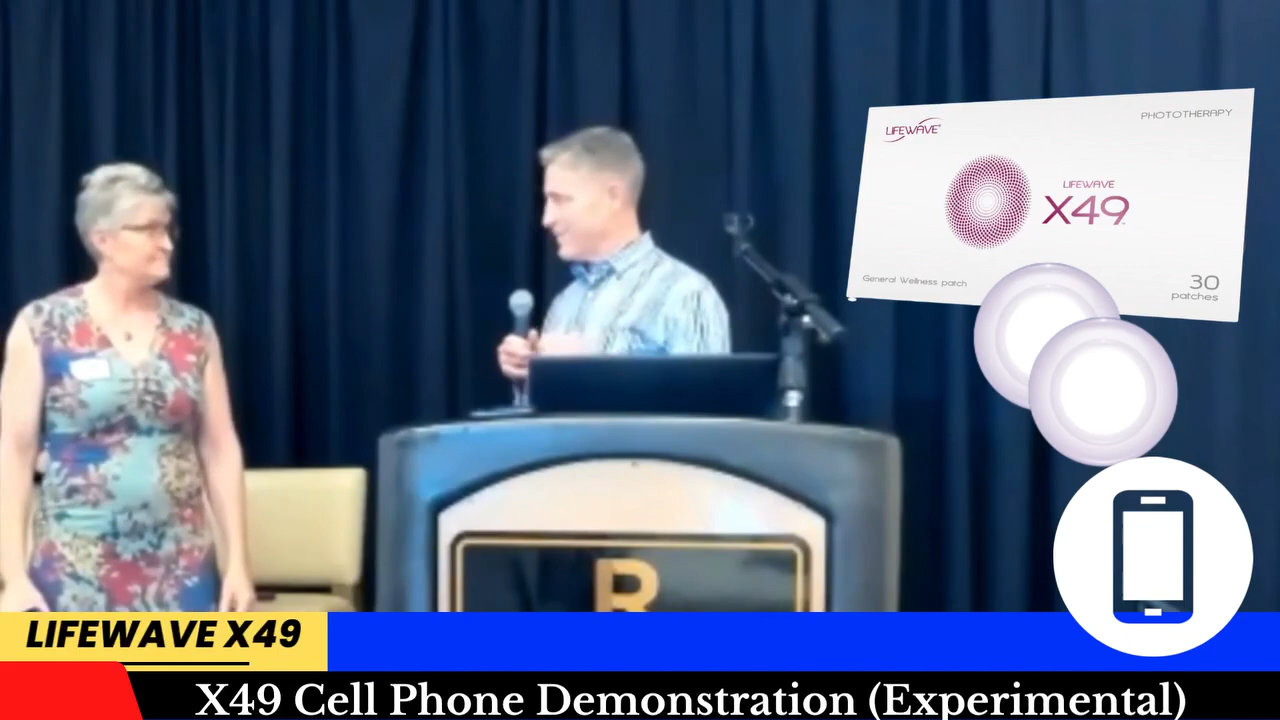 LIFEWAVE
PHOTOTHERAPY
LIFEWAVE
X49
General Wellness patch
30
patches
R
LIFEWAVE X49
X49 Cell Phone Demonstration (Experimental)